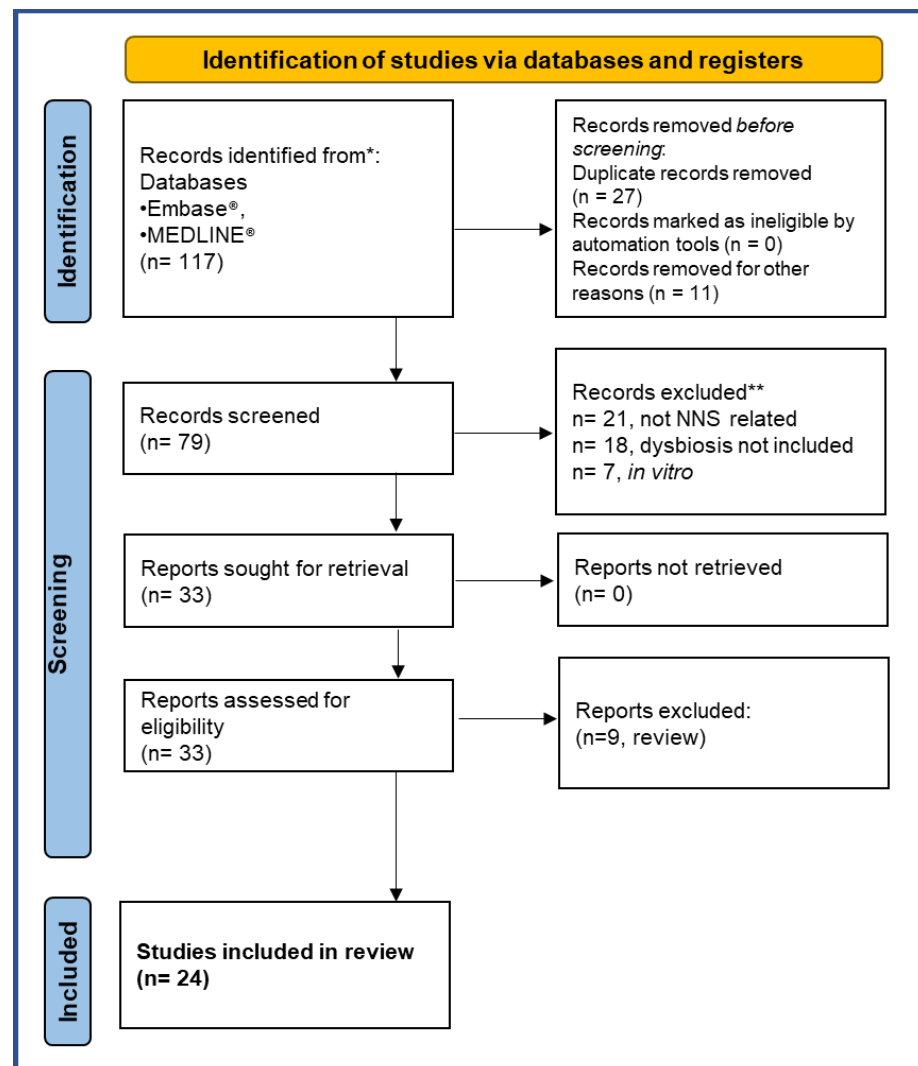 Identification of studies via databases and registers
Identification
Records identified from*:
Databases
•Embase®,
•MEDLINE®
(n= 117)
Records removed before
screening:
Duplicate records removed
(n = 27)
Records marked as ineligible by
automation tools (n = 0)
Records removed for other
reasons (n = 11)
Screening
Records screened
(n= 79)
Records excluded**
n= 21, not NNS related
n= 18, dysbiosis not included
n= 7, in vitro
Reports sought for retrieval
(n= 33)
Reports not retrieved
(n= 0)
Reports assessed for
eligibility
(n= 33)
Reports excluded:
(n=9, review)
Included
Studies included in review
(n= 24)